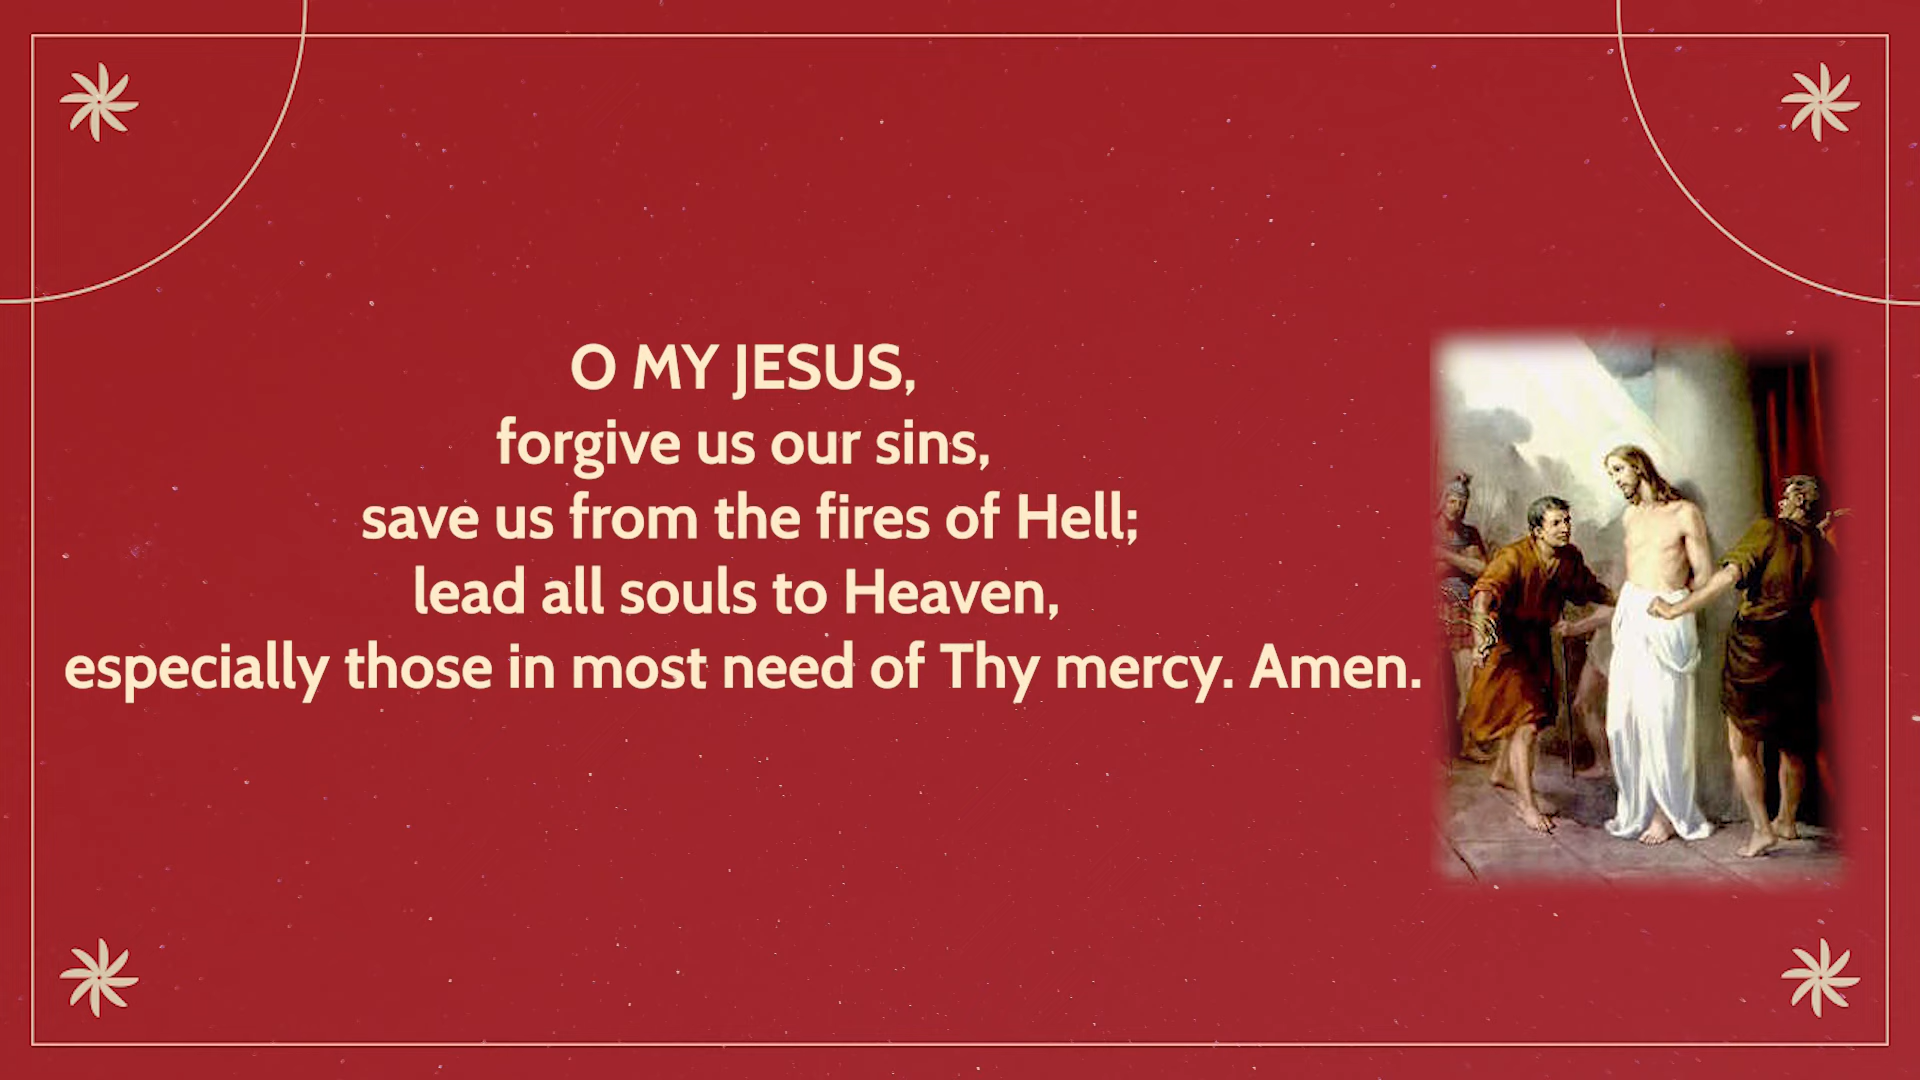 O MY JESUS,
forgive us our sins,
save us from the fires of Hell;
lead all souls to Heaven,
especially those in most need of Thy mercy. Amen.